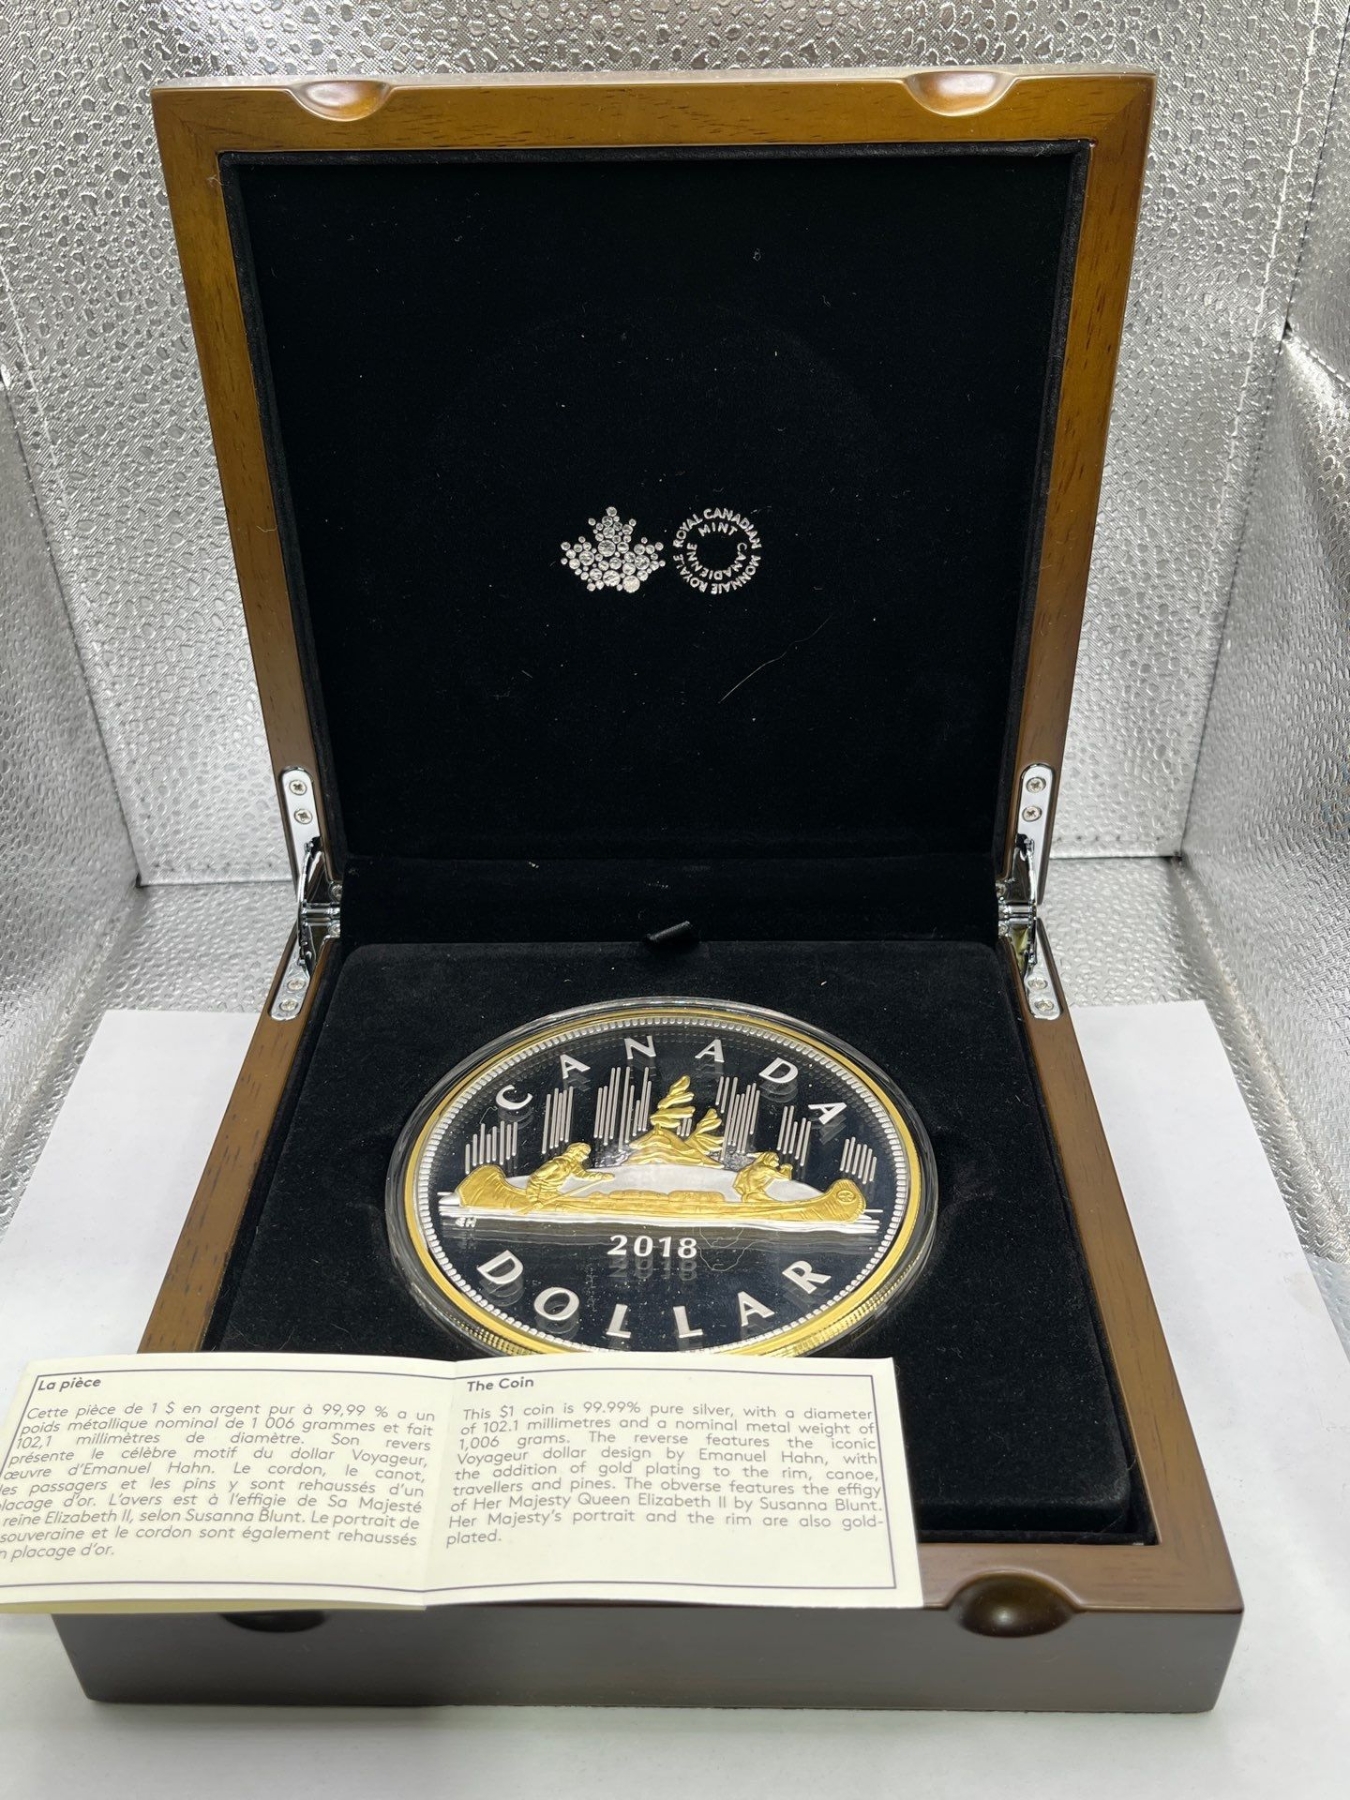 ROYAL CANADIAN MINT
MONNAIE ROYALE CANADIENNE
CANADA
2018
DOLLAR
La pièce
Cette pièce de 1 $ en argent pur à 99,99 % a un
poids métallique nominal de 1 006 grammes et fait
102,1 millimètres de diamètre. Son revers
présente le célèbre motif du dollar Voyageur,
œuvre d'Emanuel Hahn. Le cordon, le canot,
les passagers et les pins y sont rehaussés d'un
placage d'or. L'avers est à l'effigie de Sa Majesté
reine Elizabeth II, selon Susanna Blunt. Le portrait de
souveraine et le cordon sont également rehaussés
placage d'or.
The Coin
This $1 coin is 99.99% pure silver, with a diameter
of 102.1 millimetres and a nominal metal weight of
1,006 grams. The reverse features the iconic
Voyageur dollar design by Emanuel Hahn, with
the addition of gold plating to the rim, canoe,
travellers and pines. The obverse features the effigy
of Her Majesty Queen Elizabeth II by Susanna Blunt.
Her Majesty's portrait and the rim are also gold-
plated.